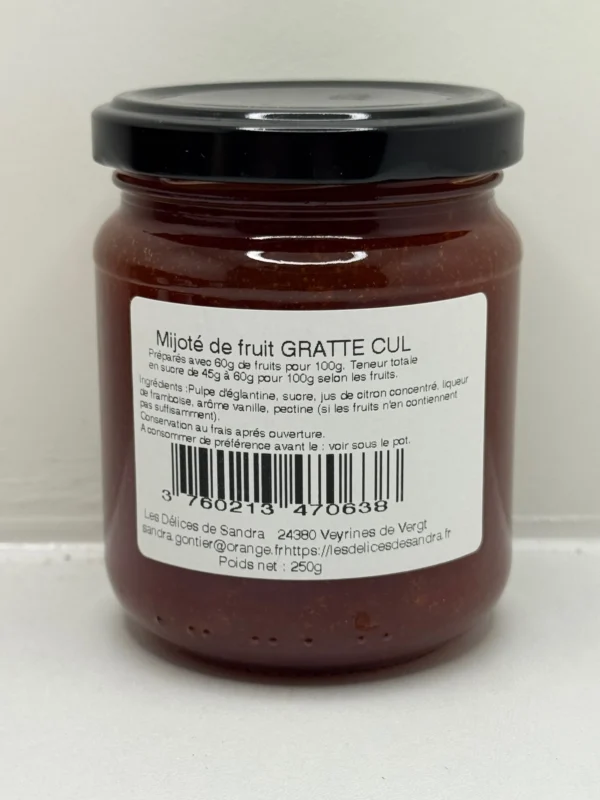 Mijoté de fruit GRATTE CUL
Préparés avec 60g de fruits pour 100g. Teneur totale
en sucre de 45g à 60g pour 100g selon les fruits.
Ingrédients :Pulpe d'églantine, sucre, jus de citron concentré, liqueur
de framboise, arôme vanille, pectine (si les fruits n'en contiennent
pas suffisamment).
Conservation au frais aprés ouverture.
A consommer de préférence avant le : voir sous le pot.
3 760213 470638
Les Délices de Sandra 24380 Veyrines de Vergt
sandra.gontier@orange.frhttps://lesdelicesdesandra.fr
Poids net : 250g